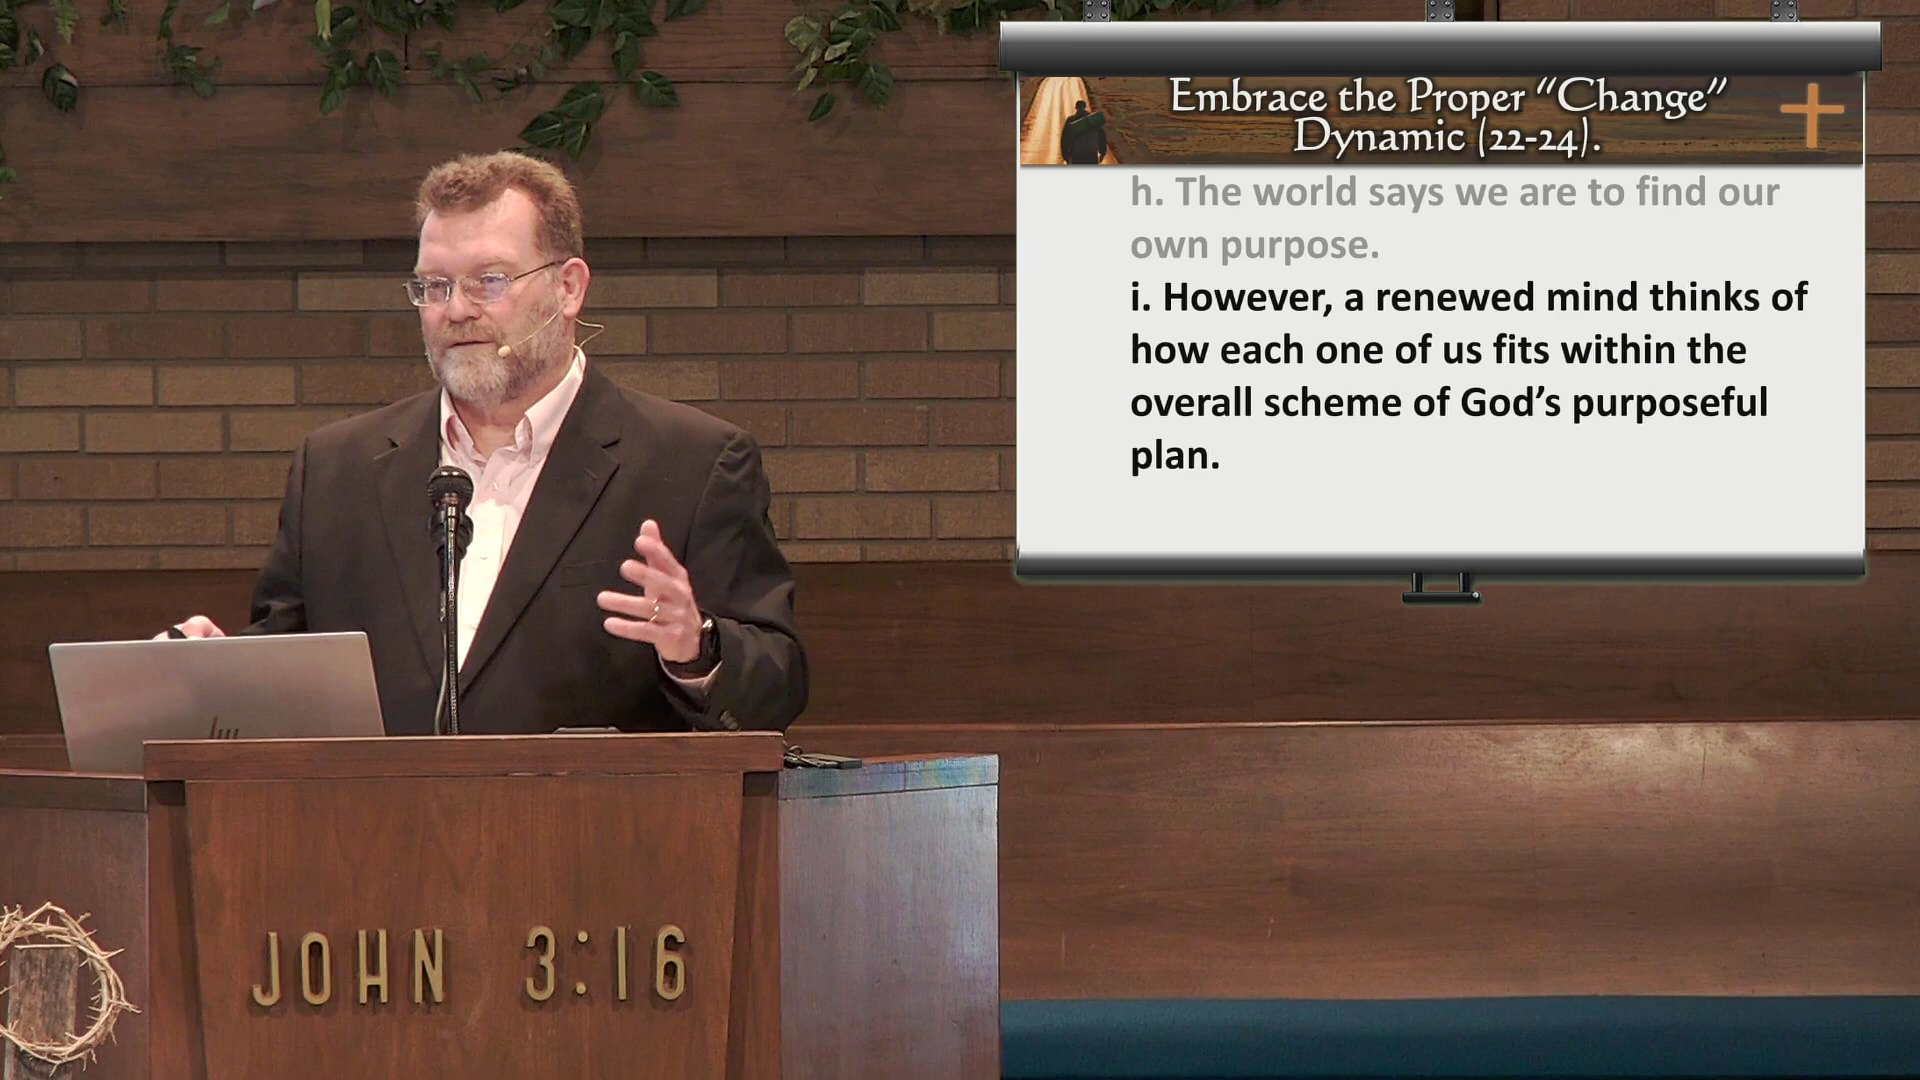 Embrace the Proper “Change”
Dynamic (22-24).
h. The world says we are to find our
own purpose.
i. However, a renewed mind thinks of
how each one of us fits within the
overall scheme of God’s purposeful
plan.
hp
JOHN 3:16